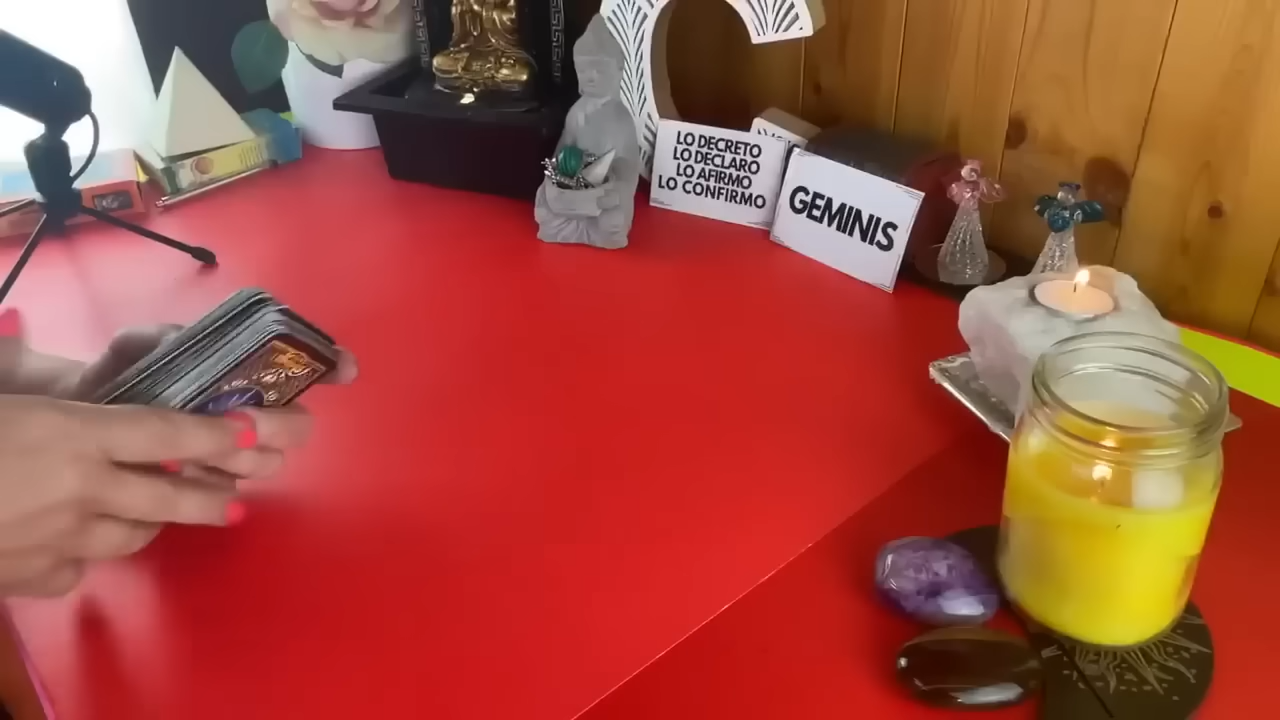 LO DECRETO
LO DECLARO
LO AFIRMO
LO CONFIRMO
GEMINIS